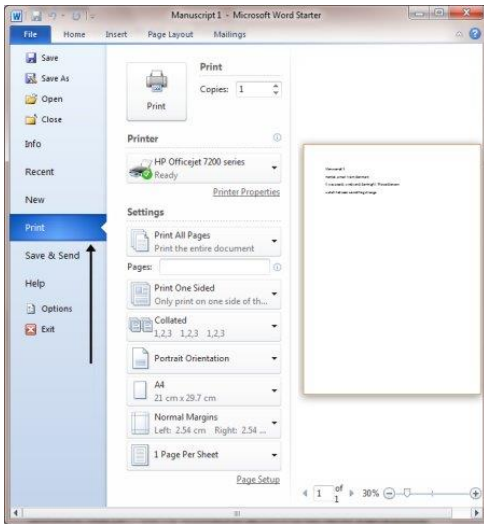 Manuscript 1 - Microsoft Word Starter
File Home Insert Page Layout Mailings
Save
Save As
Open
Close
Info
Recent
New
Print
Save & Send
Help
Options
Exit
Print
Print
Copies: 1
Printer
HP Officejet 7200 series
Ready
Printer Properties
Settings
Print All Pages
Print the entire document
Pages:
Print One Sided
Only print on one side of th...
Collated
1,2,3 1,2,3 1,2,3
Portrait Orientation
A4
21 cm x 29.7 cm
Normal Margins
Left: 2.54 cm Right: 2.54 ...
1 Page Per Sheet
Page Setup
1 of 1 30%